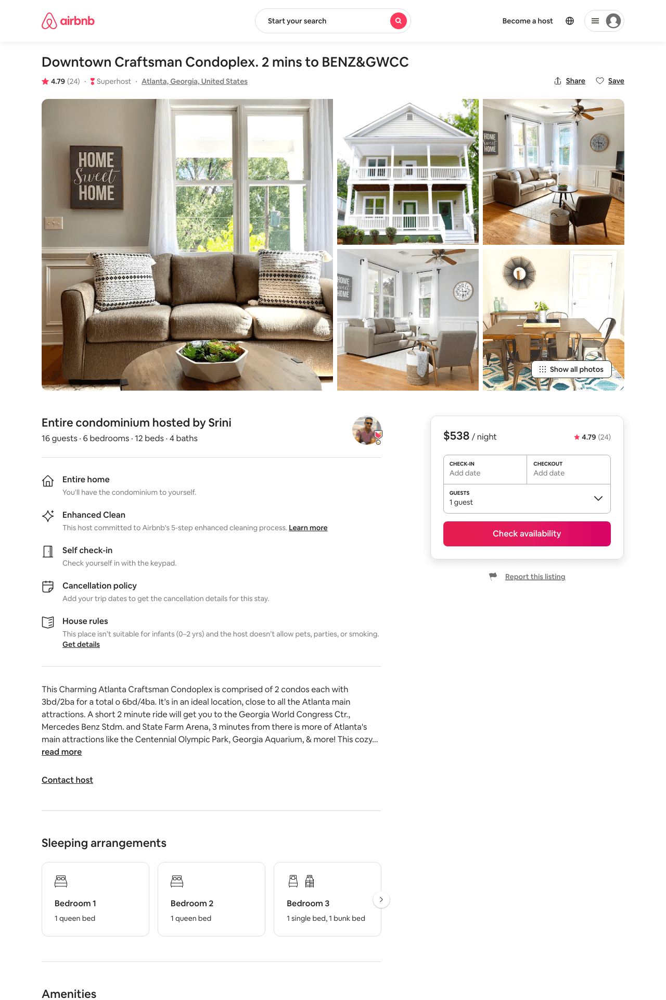 airbnb
Start your search
Become a host
Downtown Craftsman Condoplex. 2 mins to BENZ&GWCC
4.79 (24) · Superhost · Atlanta, Georgia, United States
Share
Save
HOME
Sweet
HOME
HOME
Sweet
HOME
HOME
Sweet
HOME
Show all photos
Entire condominium hosted by Srini
16 guests · 6 bedrooms · 12 beds · 4 baths
$538 / night
4.79 (24)
CHECK-IN
Add date
CHECKOUT
Add date
GUESTS
1 guest
Check availability
Report this listing
Entire home
You’ll have the condominium to yourself.
Enhanced Clean
This host committed to Airbnb's 5-step enhanced cleaning process. Learn more
Self check-in
Check yourself in with the keypad.
Cancellation policy
Add your trip dates to get the cancellation details for this stay.
House rules
This place isn’t suitable for infants (0–2 yrs) and the host doesn’t allow pets, parties, or smoking.
Get details
This Charming Atlanta Craftsman Condoplex is comprised of 2 condos each with
3bd/2ba for a total o 6bd/4ba. It’s in an ideal location, close to all the Atlanta main
attractions. A short 2 minute ride will get you to the Georgia World Congress Ctr.,
Mercedes Benz Stdm. and State Farm Arena, 3 minutes from there is more of Atlanta's
main attractions like the Centennial Olympic Park, Georgia Aquarium, & more! This cozy…
read more
Contact host
Sleeping arrangements
Bedroom 1
1 queen bed
Bedroom 2
1 queen bed
Bedroom 3
1 single bed, 1 bunk bed
Amenities